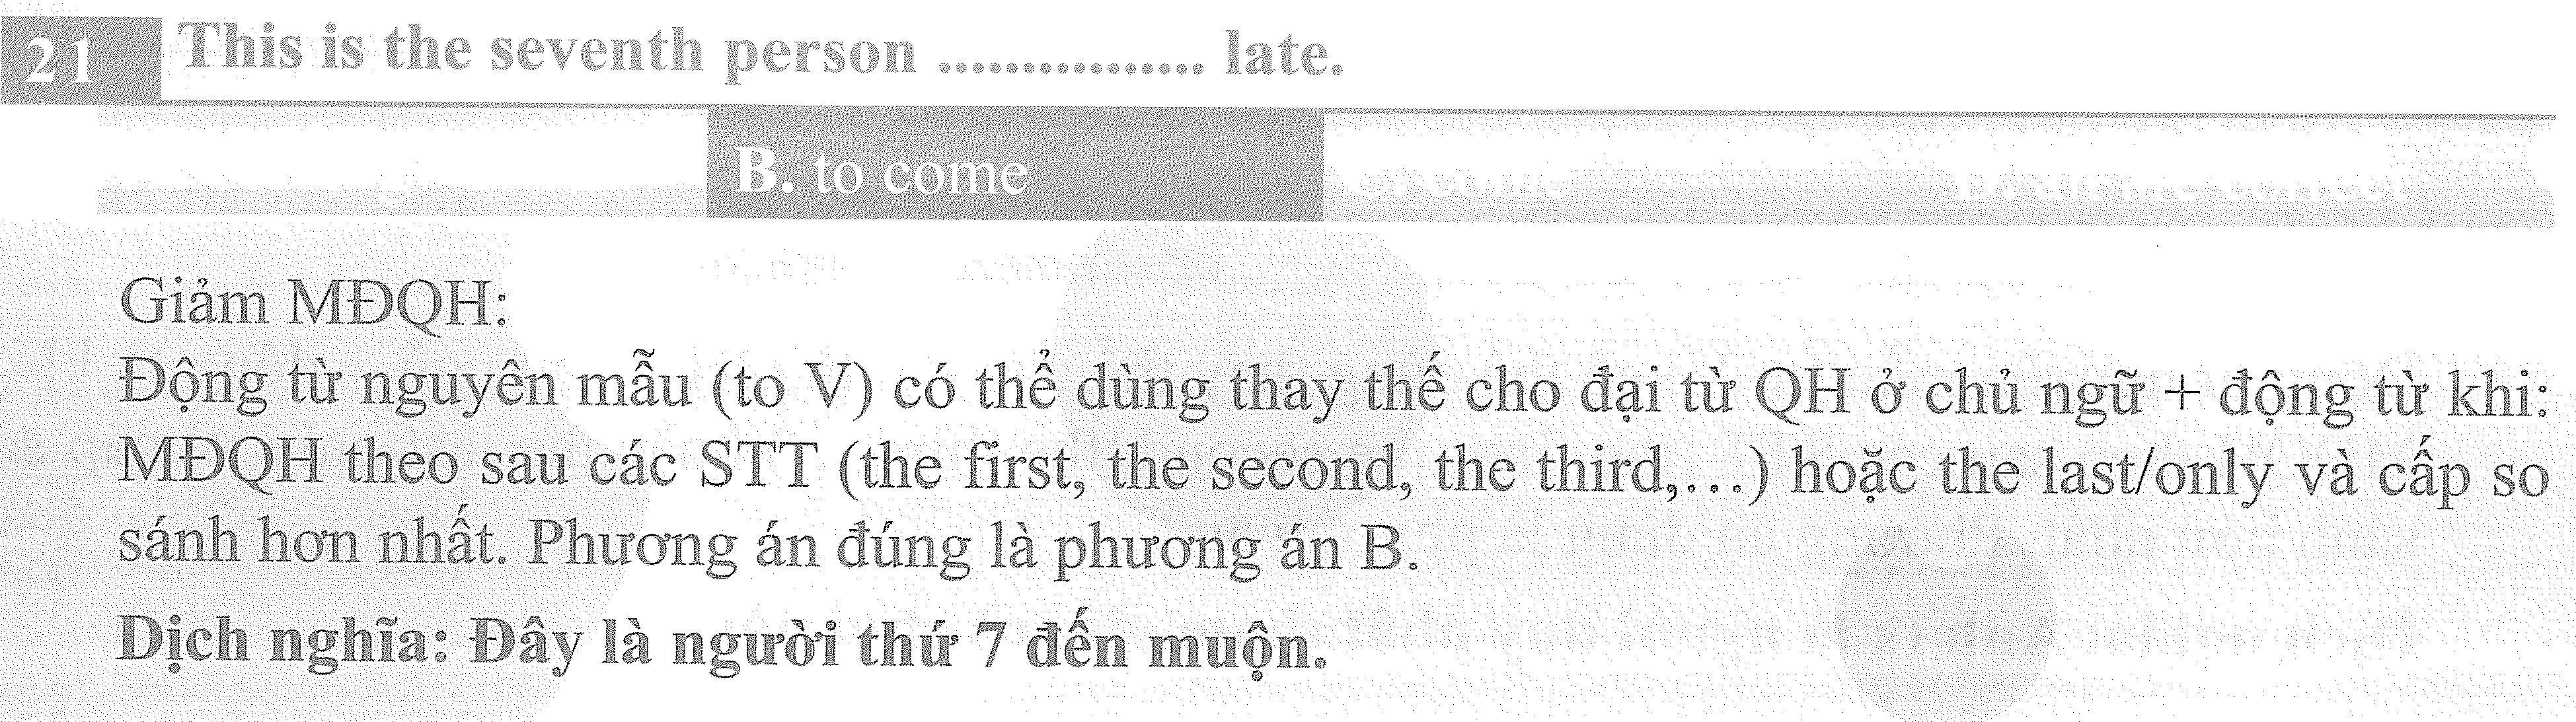 21 This is the seventh person ................ late.
B. to come
Giảm MĐQH:
Động từ nguyên mẫu (to V) có thể dùng thay thế cho đại từ QH ở chủ ngữ + động từ khi:
MĐQH theo sau các STT (the first, the second, the third,…) hoặc the last/only và cấp so
sánh hơn nhất. Phương án đúng là phương án B.
Dịch nghĩa: Đây là người thứ 7 đến muộn.